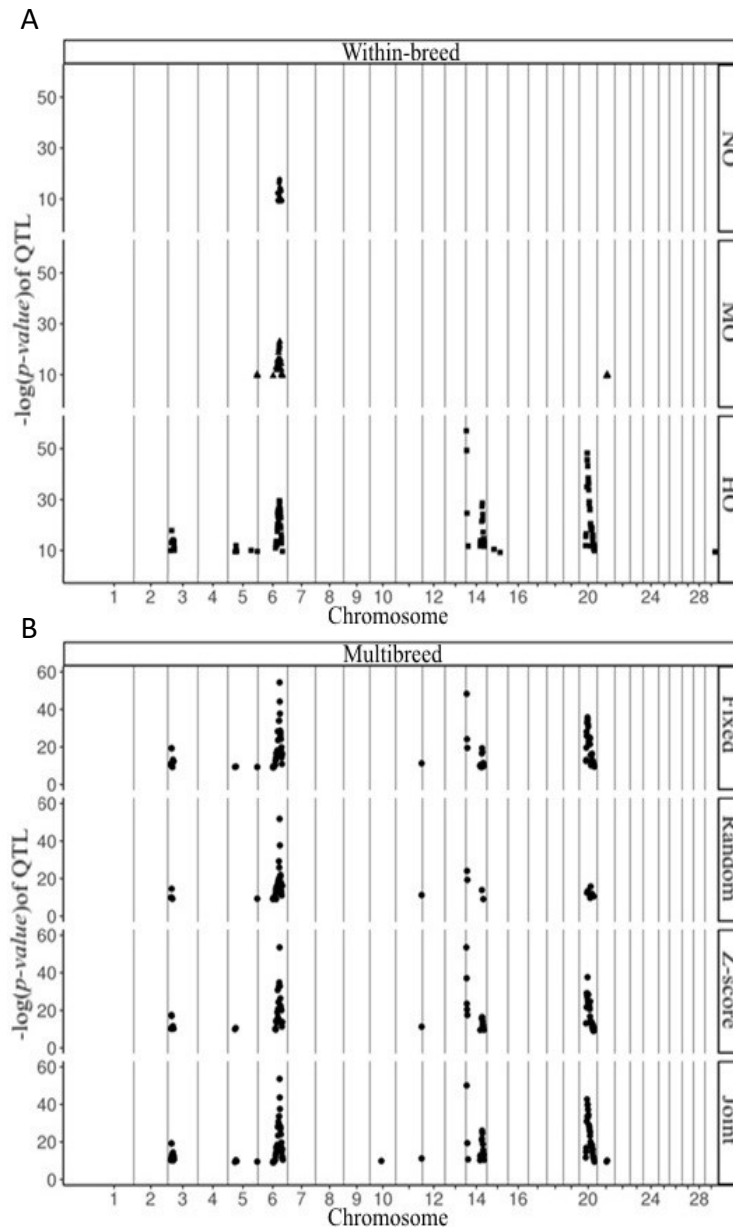 A
Within-breed
-log(p-value)of QTL
50
30
10
NO
50
30
10
MO
50
30
10
HO
1 2 3 4 5 6 7 8 9 10 12 14 16 18 20 22 24 28
Chromosome
B
Multibreed
-log(p-value)of QTL
60
40
20
0
Fixed
60
40
20
0
Random
60
40
20
0
Z-score
60
40
20
0
Joint
1 2 3 4 5 6 7 8 9 10 12 14 16 18 20 22 24 28
Chromosome